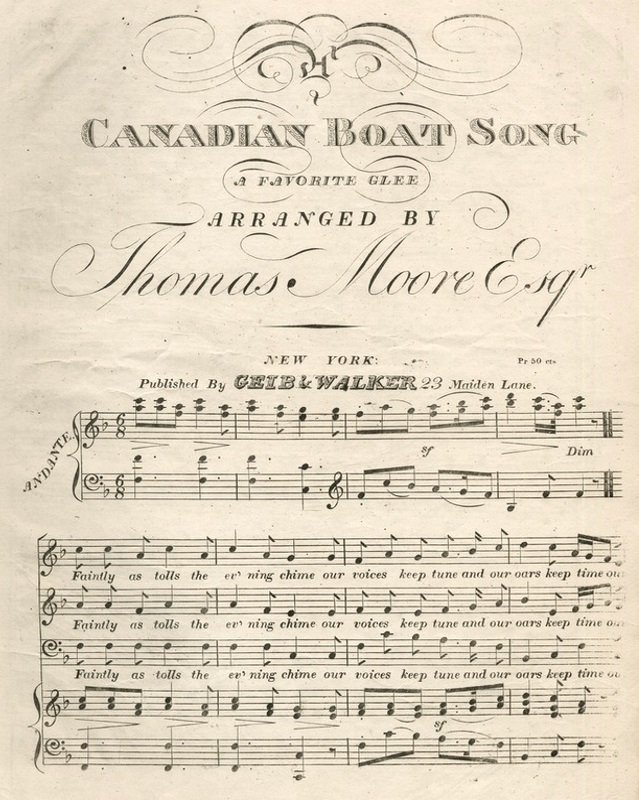 A
CANADIAN BOAT SONG
A FAVORITE GLEE
ARRANGED BY
Thomas Moore Esqr
NEW YORK: Pr 50 cts
Published By GEIB & WALKER 23 Maiden Lane.
ANDANTE
sf Dim
Faintly as tolls the ev'ning chime our voices keep tune and our oars keep time ou
Faintly as tolls the ev'ning chime our voices keep tune and our oars keep time ou
Faintly as tolls the ev'ning chime our voices keep tune and our oars keep time ou
sf